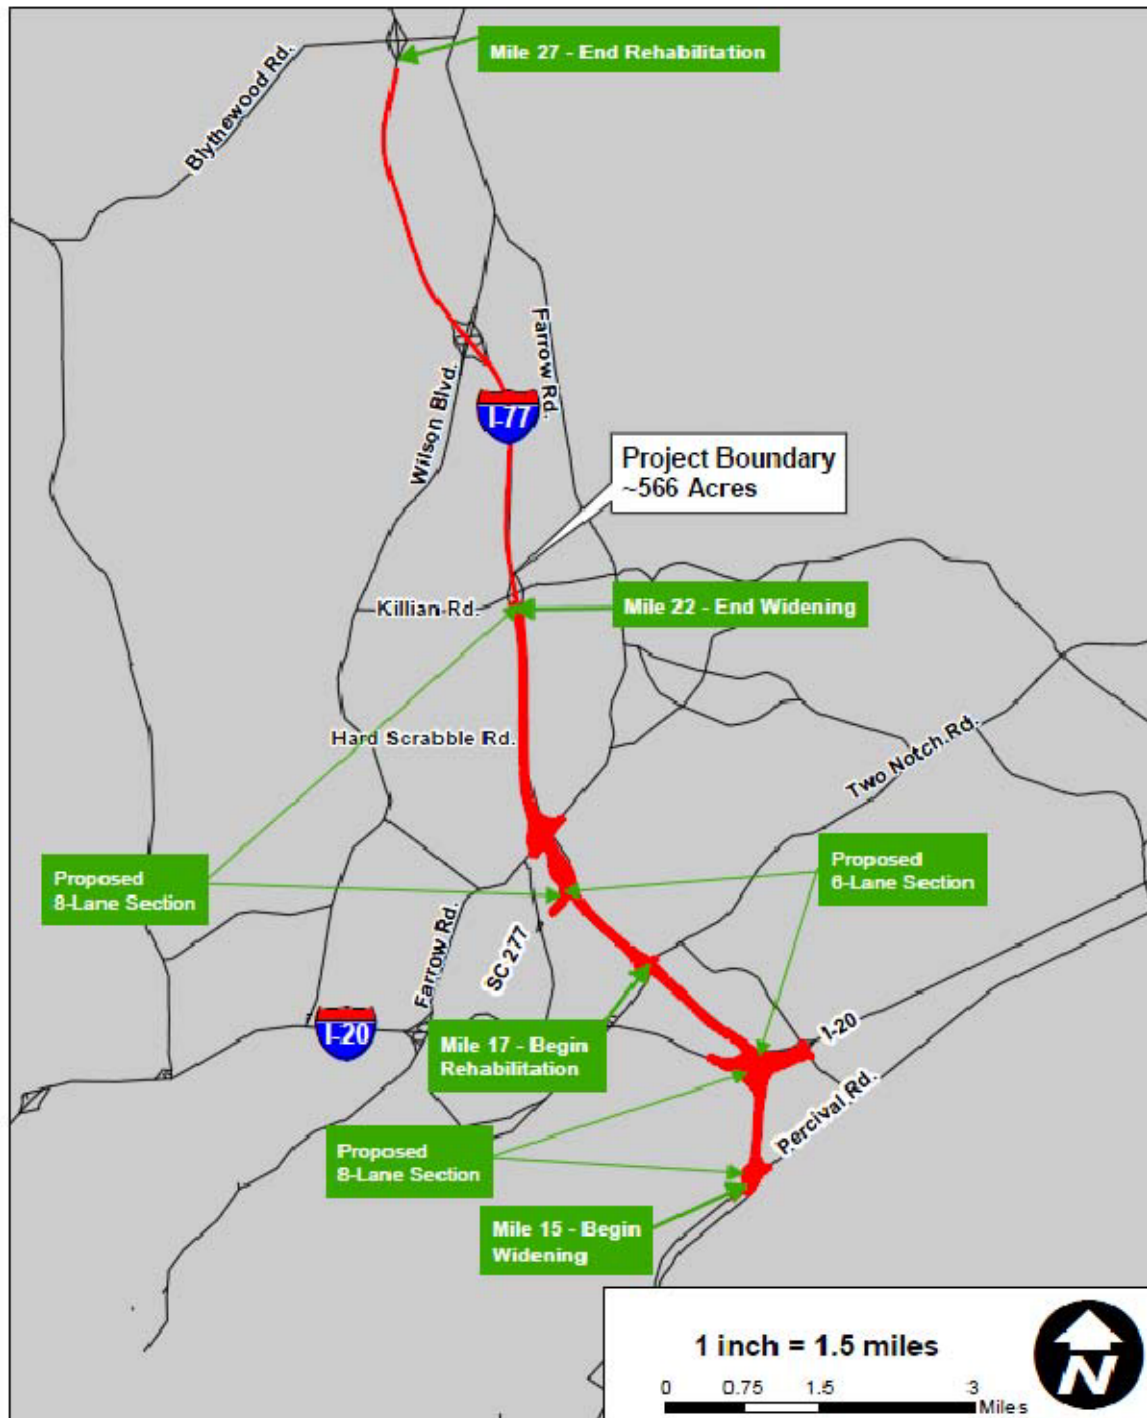 Mile 27 - End Rehabilitation
Blythewood Rd.
Farrow Rd.
Wilson Blvd.
I-77
Project Boundary
~566 Acres
Killian Rd.
Mile 22 - End Widening
Hard Scrabble Rd.
Two Notch Rd.
Proposed
8-Lane Section
Proposed
6-Lane Section
Farrow Rd.
SC 277
I-20
I-20
Mile 17 - Begin
Rehabilitation
Percival Rd.
Proposed
8-Lane Section
Mile 15 - Begin
Widening
1 inch = 1.5 miles
0 0.75 1.5 3
Miles
N